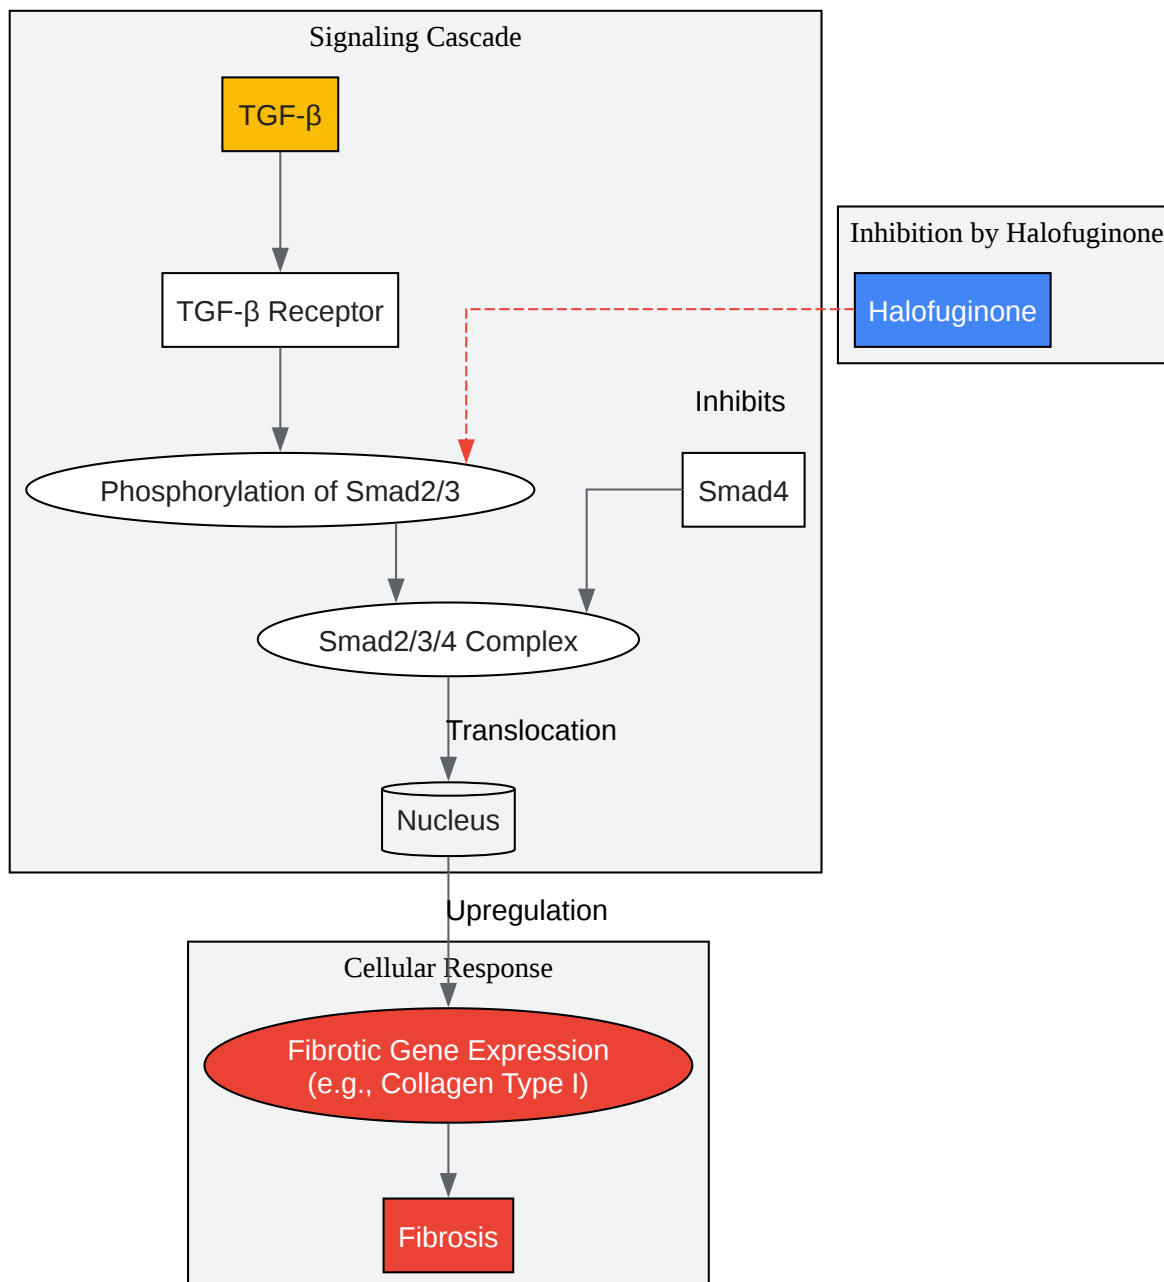 Signaling Cascade
TGF-β
Inhibition by Halofuginone
TGF-β Receptor
Halofuginone
Inhibits
Phosphorylation of Smad2/3
Smad4
Smad2/3/4 Complex
Translocation
Nucleus
Upregulation
Cellular Response
Fibrotic Gene Expression
(e.g., Collagen Type I)
Fibrosis